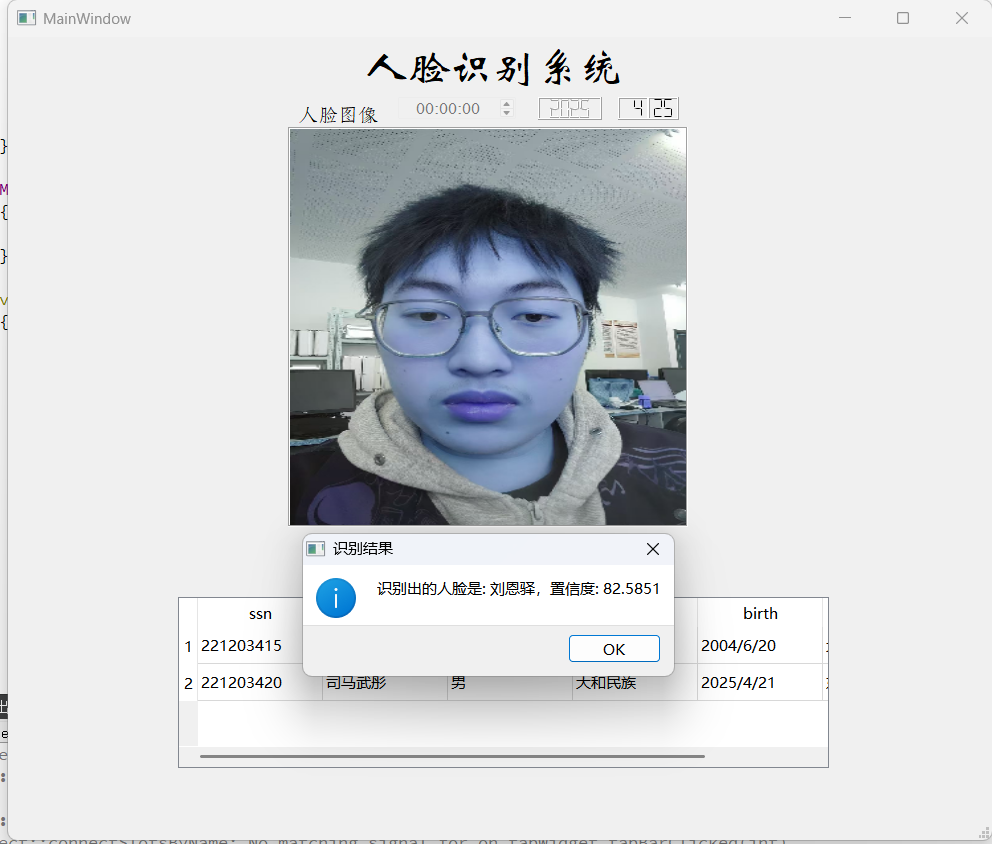 MainWindow
人脸识别系统
人脸图像
00:00:00
2025
4
25
}
M
{
}
v
{
识别结果
识别出的人脸是: 刘恩驿，置信度: 82.5851
OK
ssn
birth
1
221203415
2004/6/20
2
221203420
司马武彤
男
大和民族
2025/4/21